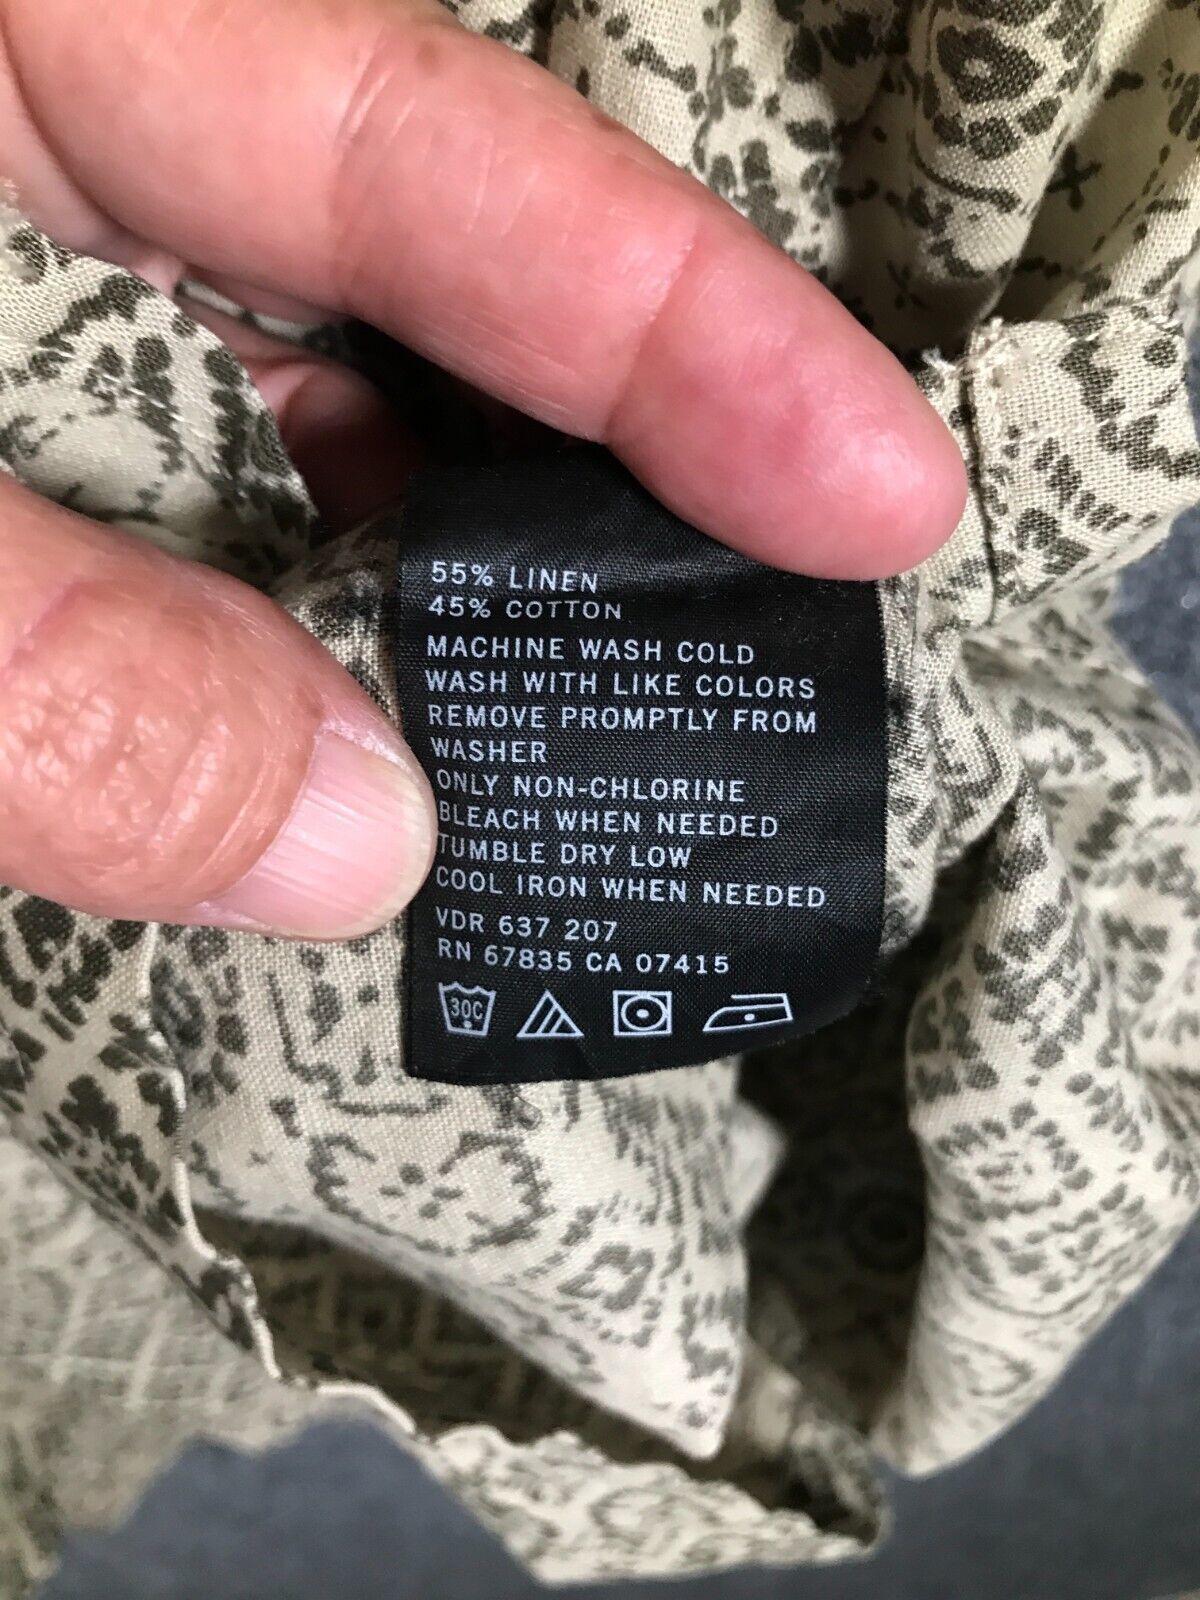 55% LINEN
45% COTTON
MACHINE WASH COLD
WASH WITH LIKE COLORS
REMOVE PROMPTLY FROM
WASHER
ONLY NON-CHLORINE
BLEACH WHEN NEEDED
TUMBLE DRY LOW
COOL IRON WHEN NEEDED
VDR 637 207
RN 67835 CA 07415
30C